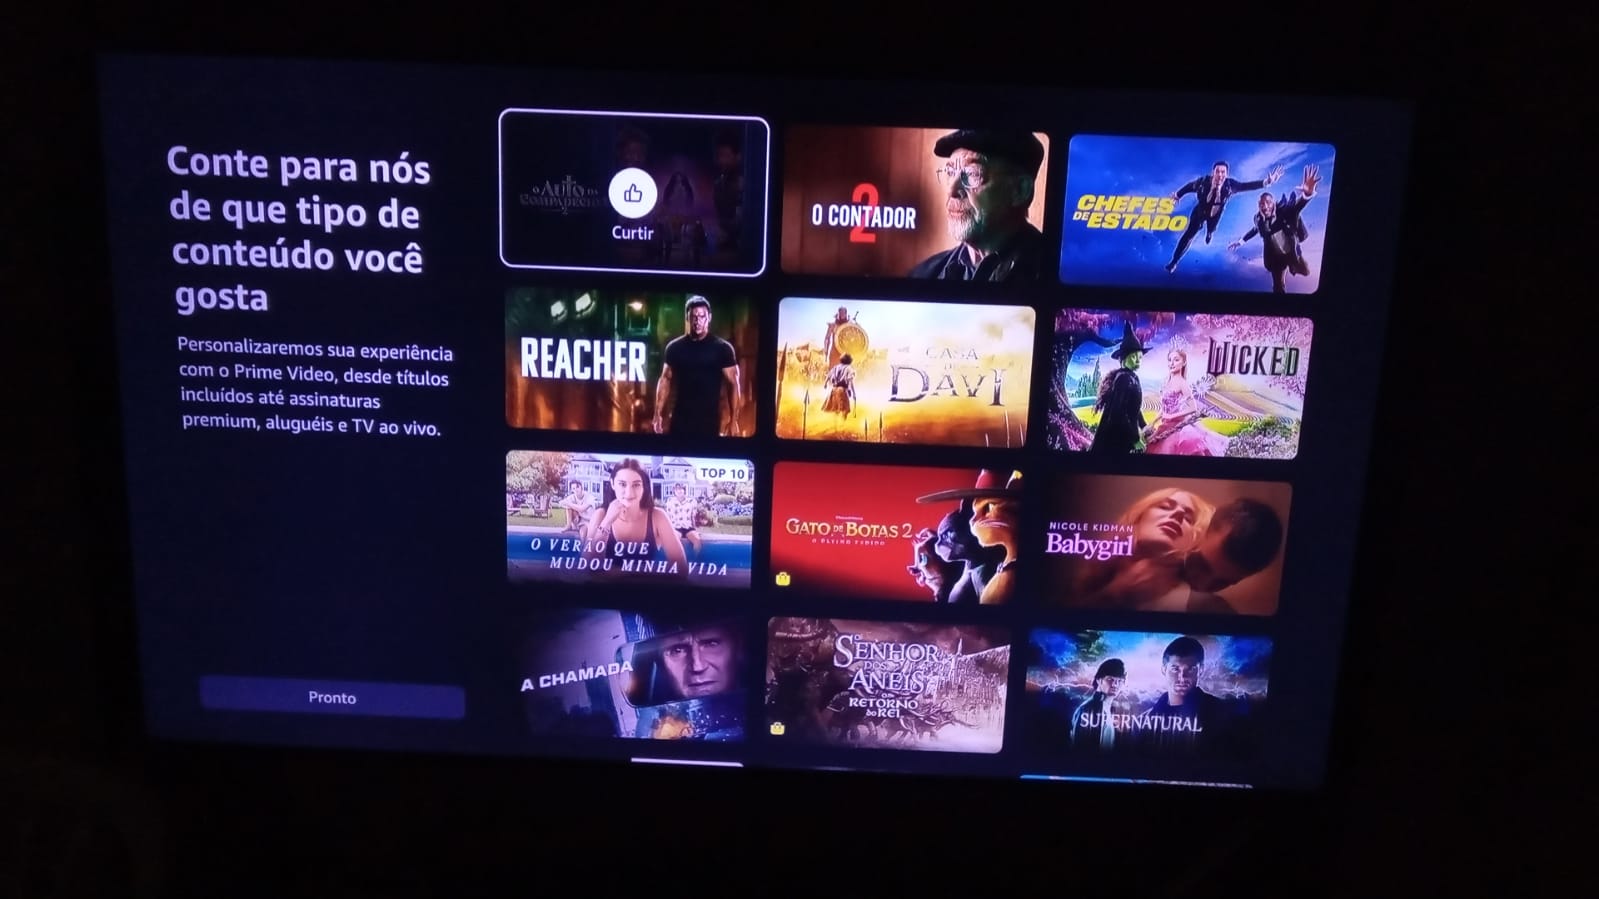 Conte para nós
de que tipo de
conteúdo você
gosta
Personalizaremos sua experiência
com o Prime Video, desde títulos
incluídos até assinaturas
premium, aluguéis e TV ao vivo.
Pronto
O AUTO DA
COMPADECIDA
2
Curtir
O CONTADOR
2
CHEFES
DE ESTADO
REACHER
CASA
DE
DAVI
WICKED
TOP 10
O VERÃO QUE
MUDOU MINHA VIDA
GATO DE BOTAS 2
O ÚLTIMO PEDIDO
NICOLE KIDMAN
Babygirl
A CHAMADA
O
SENHOR
DOS
ANÉIS
O RETORNO
do REI
SUPERNATURAL